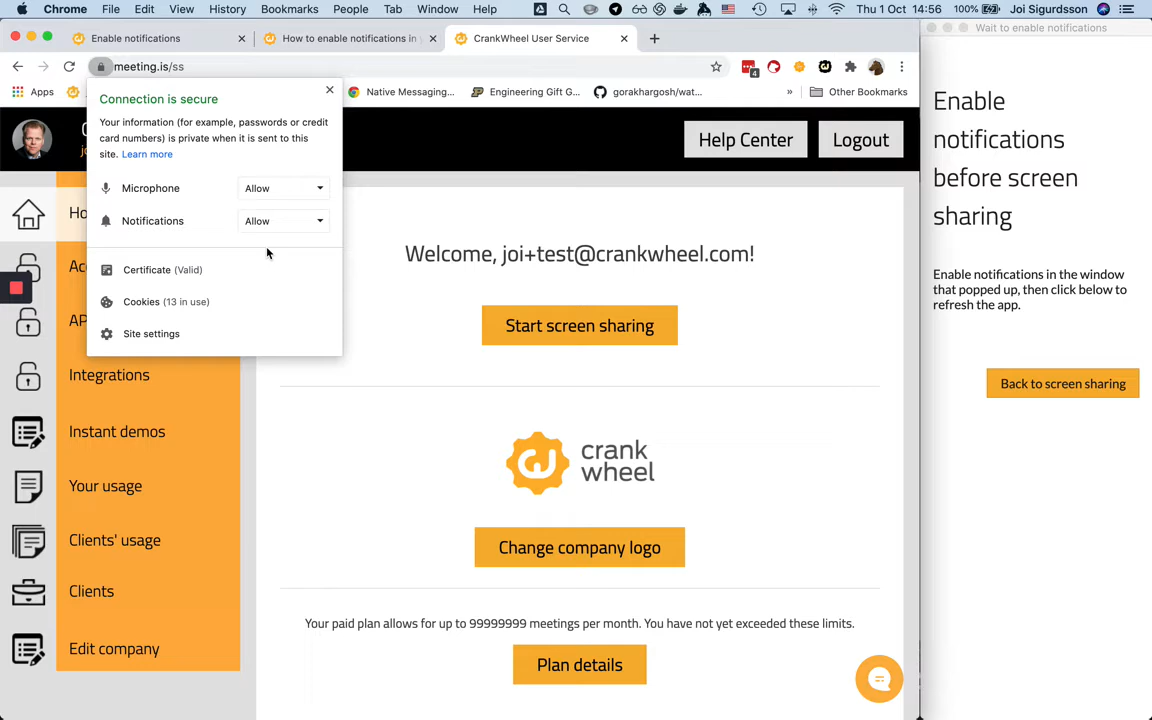 Chrome File Edit View History Bookmarks People Tab Window Help Thu 1 Oct 14:56 100% Joi Sigurdsson
Enable notifications
How to enable notifications in y
CrankWheel User Service
Wait to enable notifications
meeting.is/ss
4
Apps
Native Messaging...
Engineering Gift G...
gorakhargosh/wat...
»
Other Bookmarks
Connection is secure
Your information (for example, passwords or credit
card numbers) is private when it is sent to this
site. Learn more
Microphone Allow
Notifications Allow
Certificate (Valid)
Cookies (13 in use)
Site settings
Help Center
Logout
Ho
Ac
AP
Integrations
Instant demos
Your usage
Clients' usage
Clients
Edit company
Welcome, joi+test@crankwheel.com!
Start screen sharing
crank
wheel
Change company logo
Your paid plan allows for up to 99999999 meetings per month. You have not yet exceeded these limits.
Plan details
Enable
notifications
before screen
sharing
Enable notifications in the window
that popped up, then click below to
refresh the app.
Back to screen sharing